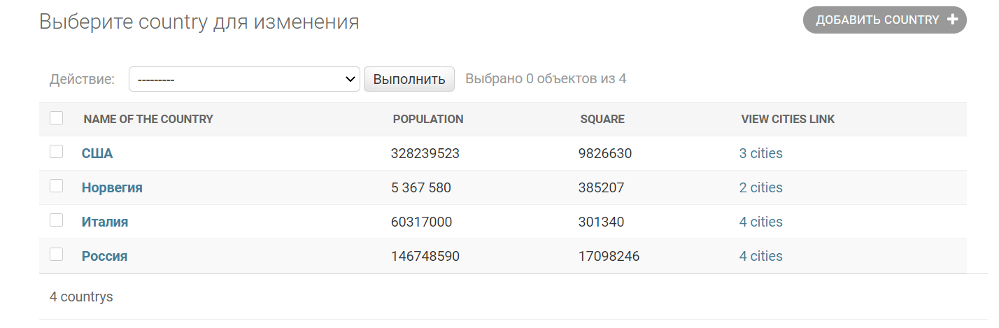 Выберите country для изменения
ДОБАВИТЬ COUNTRY +
Действие: --------- Выполнить Выбрано 0 объектов из 4
NAME OF THE COUNTRY POPULATION SQUARE VIEW CITIES LINK
США 328239523 9826630 3 cities
Норвегия 5 367 580 385207 2 cities
Италия 60317000 301340 4 cities
Россия 146748590 17098246 4 cities
4 countrys